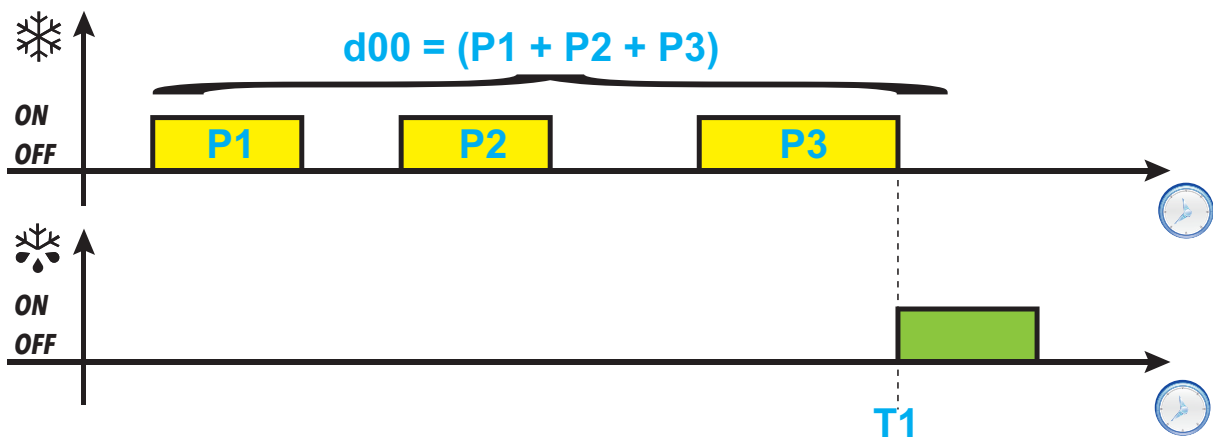 d00 = (P1 + P2 + P3)
ON
OFF
P1 P2 P3
ON
OFF
T1